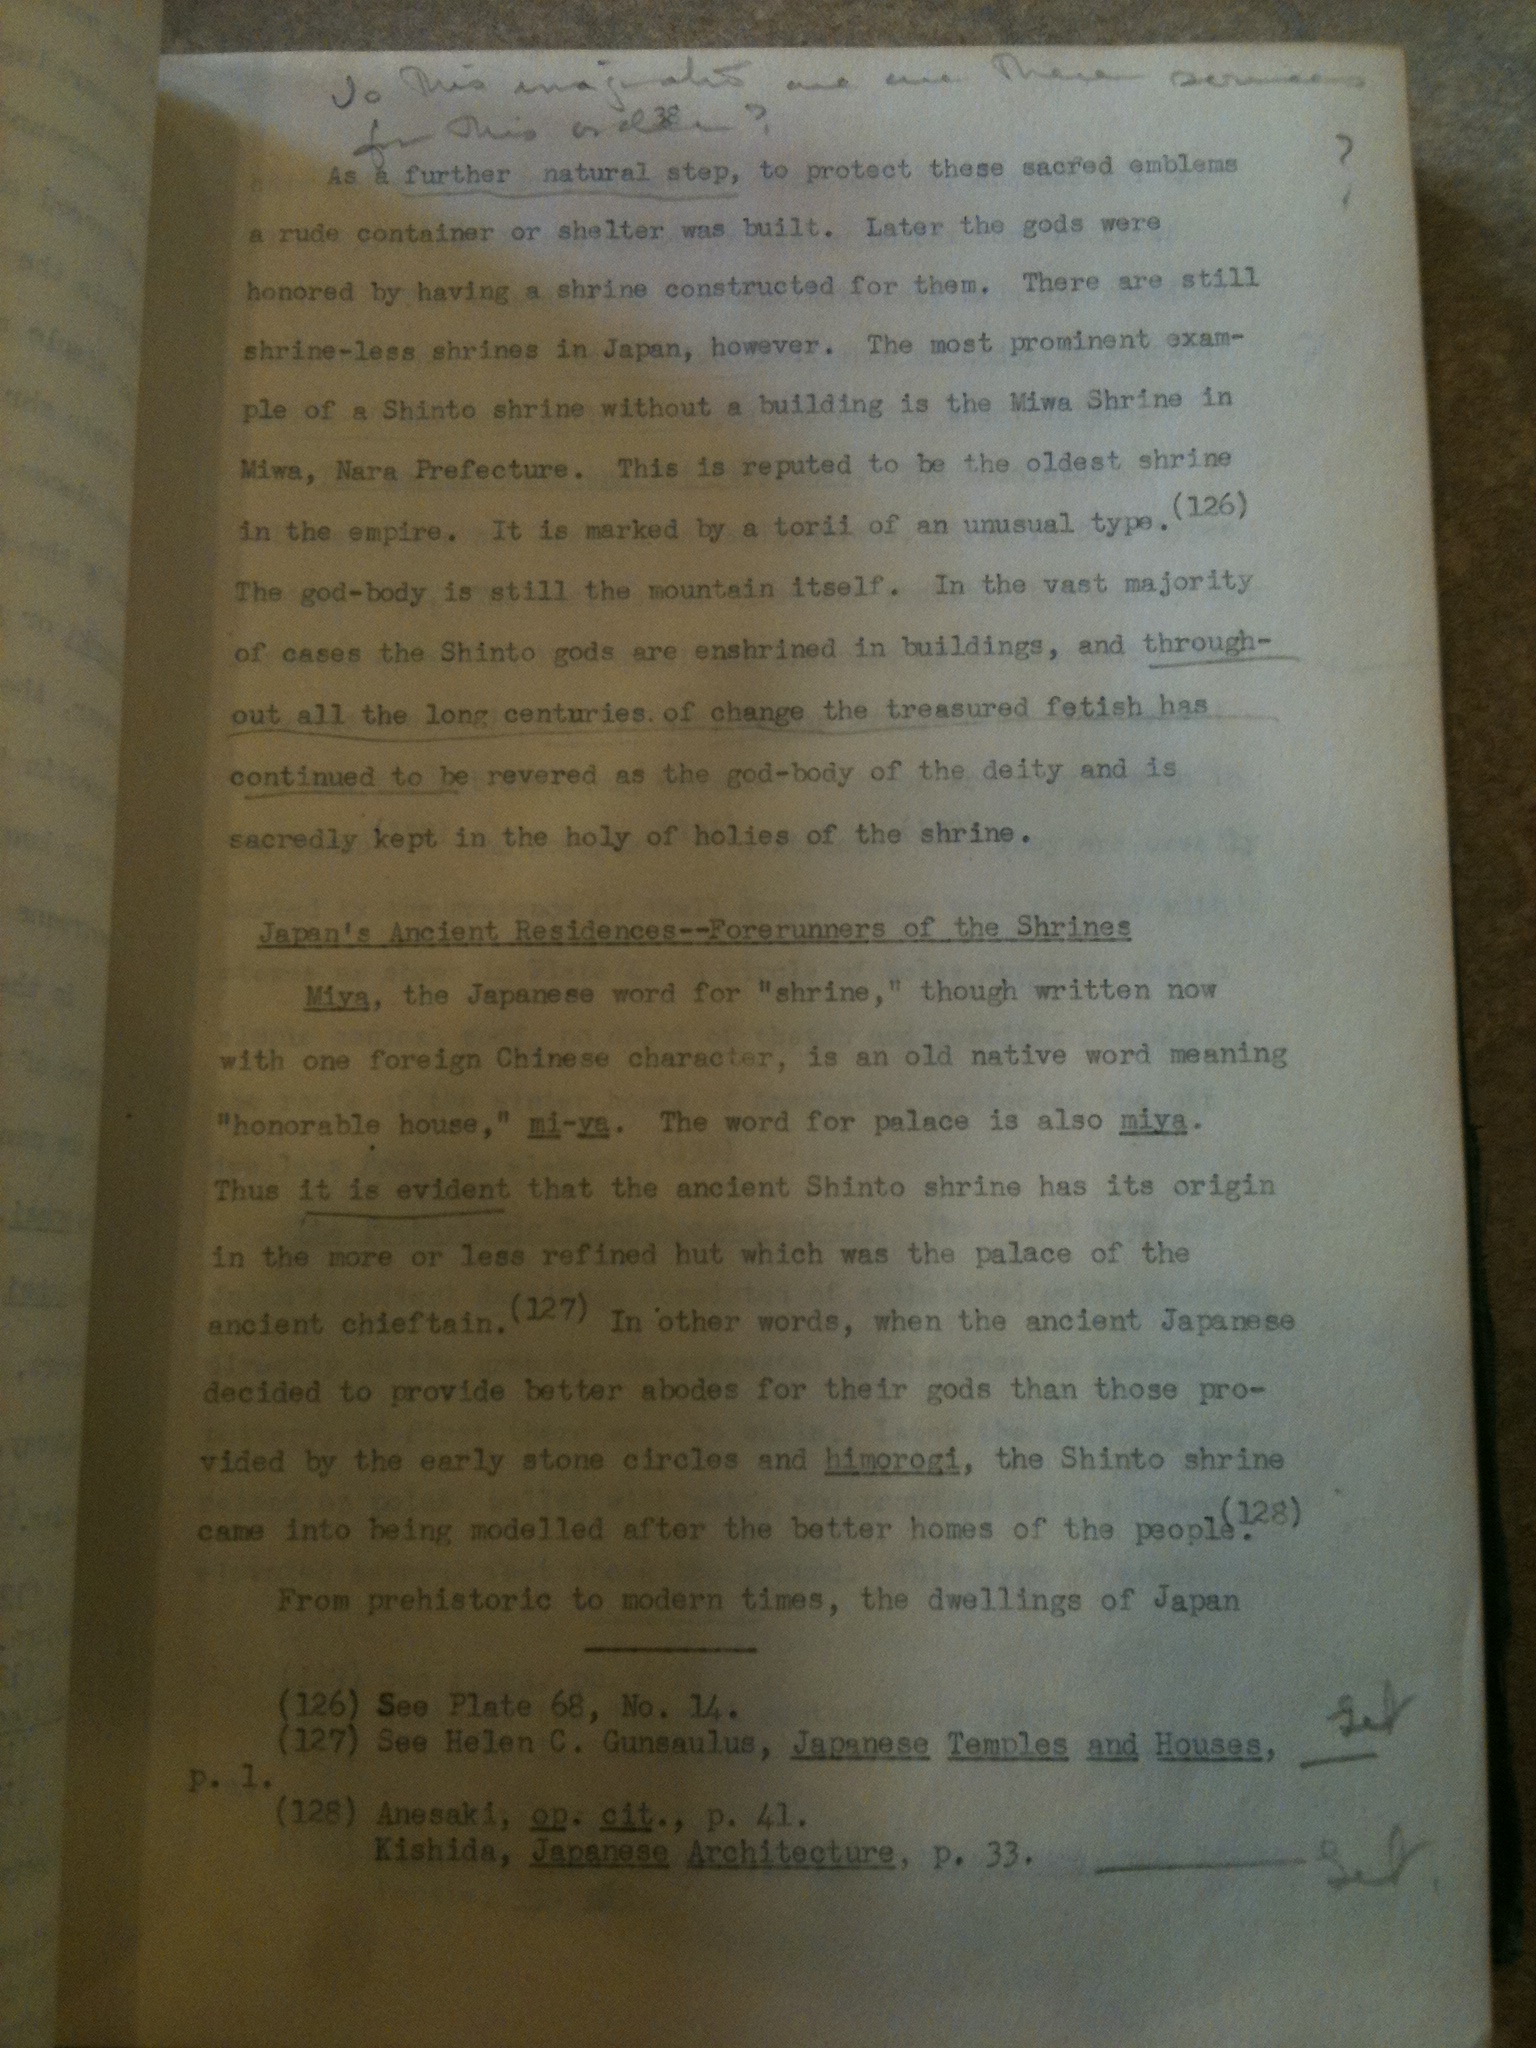 Is this imaginative or are there sources
for this order?
38
As a further natural step, to protect these sacred emblems
?
a rude container or shelter was built. Later the gods were
honored by having a shrine constructed for them. There are still
shrine-less shrines in Japan, however. The most prominent exam-
ple of a Shinto shrine without a building is the Miwa Shrine in
Miwa, Nara Prefecture. This is reputed to be the oldest shrine
in the empire. It is marked by a torii of an unusual type.(126)
The god-body is still the mountain itself. In the vast majority
of cases the Shinto gods are enshrined in buildings, and through-
out all the long centuries of change the treasured fetish has
continued to be revered as the god-body of the deity and is
sacredly kept in the holy of holies of the shrine.
Japan's Ancient Residences--Forerunners of the Shrines
Miya, the Japanese word for "shrine," though written now
with one foreign Chinese character, is an old native word meaning
"honorable house," mi-ya. The word for palace is also miya.
Thus it is evident that the ancient Shinto shrine has its origin
in the more or less refined hut which was the palace of the
ancient chieftain.(127) In other words, when the ancient Japanese
decided to provide better abodes for their gods than those pro-
vided by the early stone circles and himorogi, the Shinto shrine
came into being modelled after the better homes of the people.(128)
From prehistoric to modern times, the dwellings of Japan
(126) See Plate 68, No. 14.
(127) See Helen C. Gunsaulus, Japanese Temples and Houses, Get
p. 1.
(128) Anesaki, op. cit., p. 41.
Kishida, Japanese Architecture, p. 33. Get.